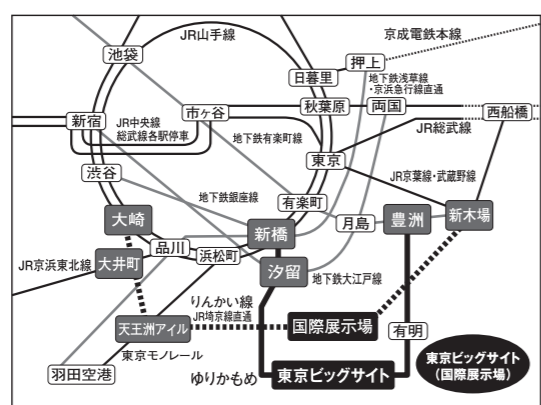 JR山手線
京成電鉄本線
池袋
押上
日暮里
地下鉄浅草線
・京浜急行線直通
市ヶ谷
秋葉原
両国
西船橋
新宿
JR中央線
総武線各駅停車
地下鉄有楽町線
JR総武線
東京
渋谷
JR京葉線・武蔵野線
地下鉄銀座線
有楽町
大崎
新橋
月島
豊洲
新木場
品川
浜松町
JR京浜東北線
大井町
汐留
地下鉄大江戸線
りんかい線
JR埼京線直通
天王洲アイル
国際展示場
有明
東京モノレール
羽田空港
ゆりかもめ
東京ビッグサイト
東京ビッグサイト
(国際展示場)